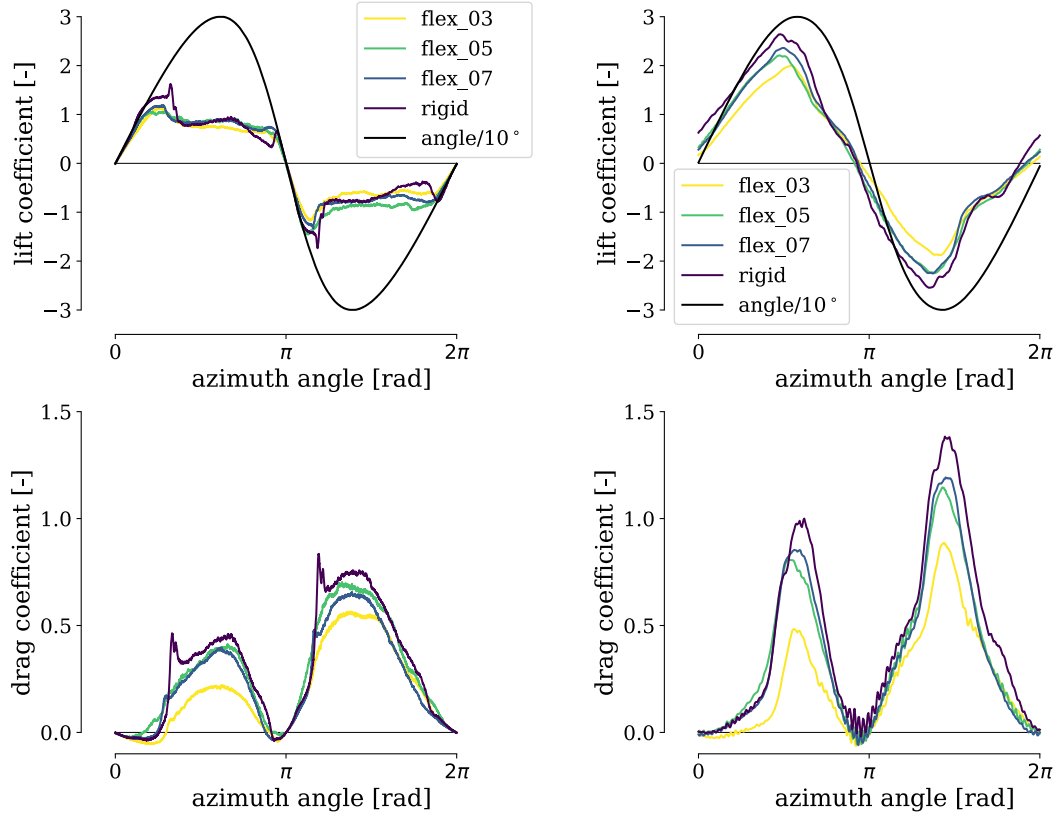 3
2
1
0
−1
−2
−3
lift coefficient [-]
0
π
2π
azimuth angle [rad]
flex_03
flex_05
flex_07
rigid
angle/10°
3
2
1
0
−1
−2
−3
lift coefficient [-]
0
π
2π
azimuth angle [rad]
flex_03
flex_05
flex_07
rigid
angle/10°
1.5
1.0
0.5
0.0
drag coefficient [-]
0
π
2π
azimuth angle [rad]
1.5
1.0
0.5
0.0
drag coefficient [-]
0
π
2π
azimuth angle [rad]